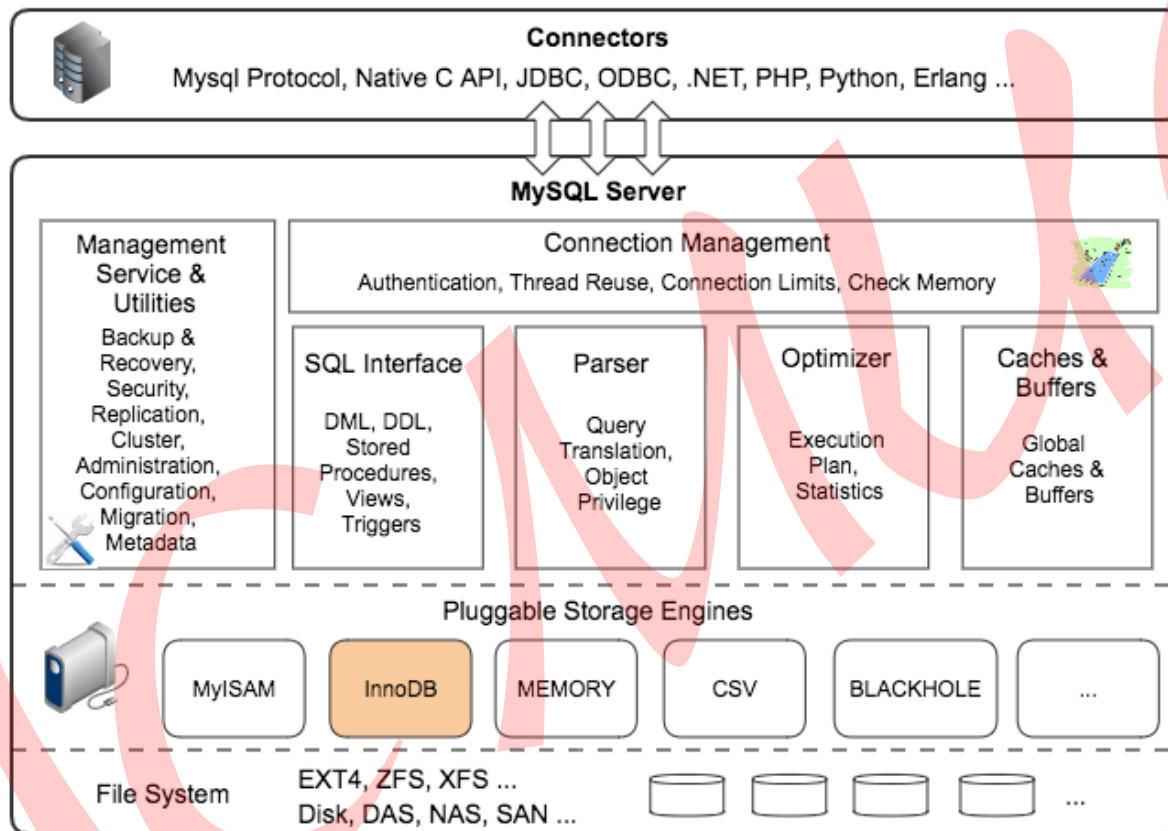 Connectors
Mysql Protocol, Native C API, JDBC, ODBC, .NET, PHP, Python, Erlang ...
MySQL Server
Management
Service &
Utilities
Backup &
Recovery,
Security,
Replication,
Cluster,
Administration,
Configuration,
Migration,
Metadata
Connection Management
Authentication, Thread Reuse, Connection Limits, Check Memory
SQL Interface
DML, DDL,
Stored
Procedures,
Views,
Triggers
Parser
Query
Translation,
Object
Privilege
Optimizer
Execution
Plan,
Statistics
Caches &
Buffers
Global
Caches &
Buffers
Pluggable Storage Engines
MyISAM
InnoDB
MEMORY
CSV
BLACKHOLE
...
File System
EXT4, ZFS, XFS ...
Disk, DAS, NAS, SAN ...
...